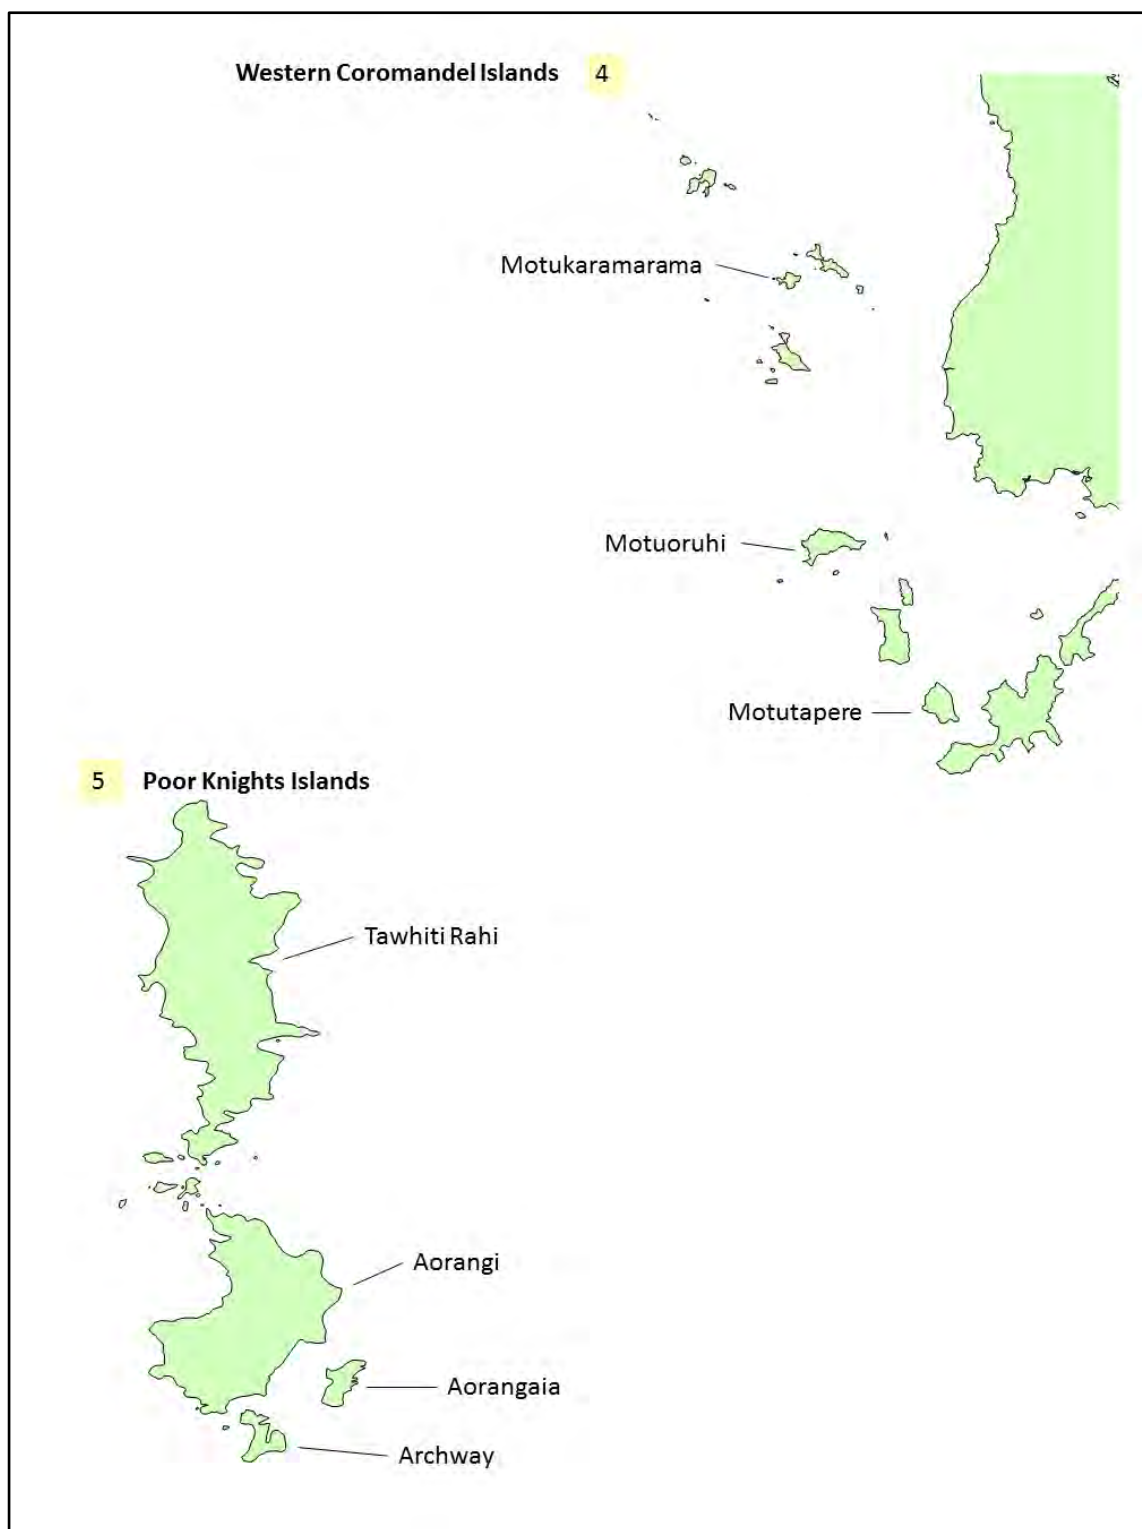 Western Coromandel Islands 4
Motukaramarama
Motuoruhi
Motutapere
5 Poor Knights Islands
Tawhiti Rahi
Aorangi
Aorangaia
Archway